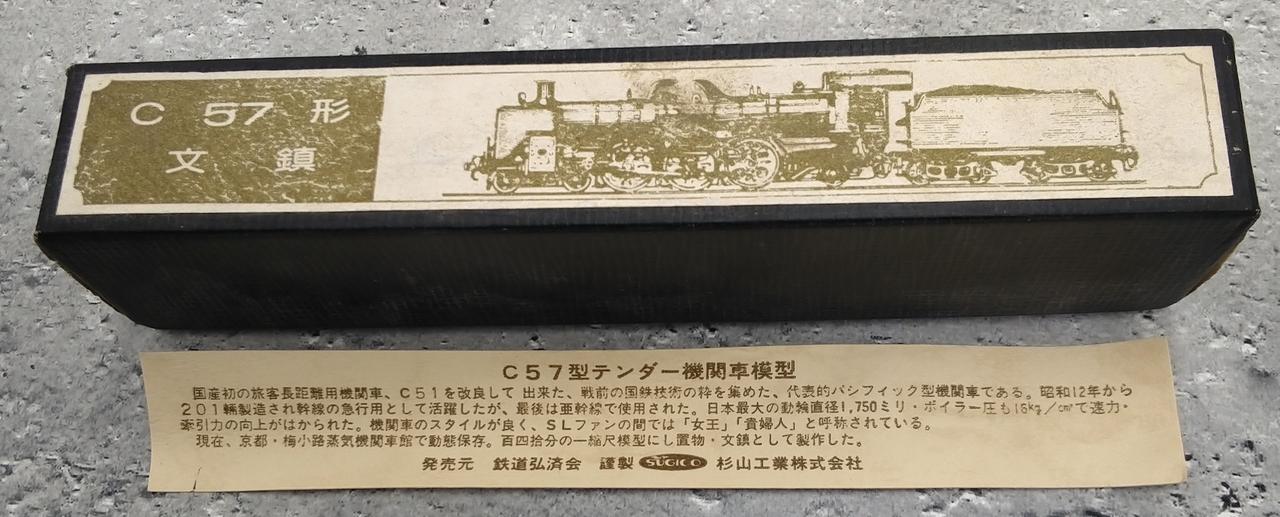 C 57 形
文 鎮
C57型テンダー機関車模型
国産初の旅客長距離用機関車、C51を改良して 出来た、戦前の国鉄技術の粋を集めた、代表的パシフィック型機関車である。昭和12年から
201輛製造され幹線の急行用として活躍したが、最後は亜幹線で使用された。日本最大の動輪直径1,750ミリ・ボイラー圧も16kg/cm²で速力・
牽引力の向上がはかられた。機関車のスタイルが良く、SLファンの間では「女王」「貴婦人」と呼称されている。
現在、京都・梅小路蒸気機関車館で動態保存。百四拾分の一縮尺模型にし置物・文鎮として製作した。
発売元 鉄道弘済会 謹製 SUGICO 杉山工業株式会社